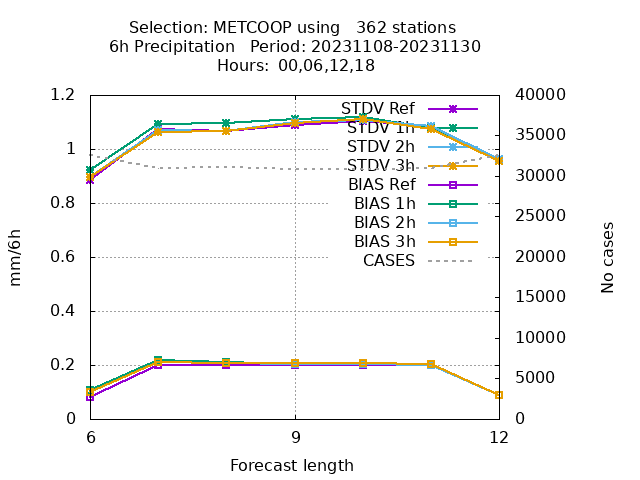 Selection: METCOOP using   362 stations
6h Precipitation   Period: 20231108-20231130
Hours:  00,06,12,18
1.2
1
0.8
0.6
0.4
0.2
0
mm/6h
40000
35000
30000
25000
20000
15000
10000
5000
0
No cases
STDV Ref
STDV 1h
STDV 2h
STDV 3h
BIAS Ref
BIAS 1h
BIAS 2h
BIAS 3h
CASES
6
9
12
Forecast length